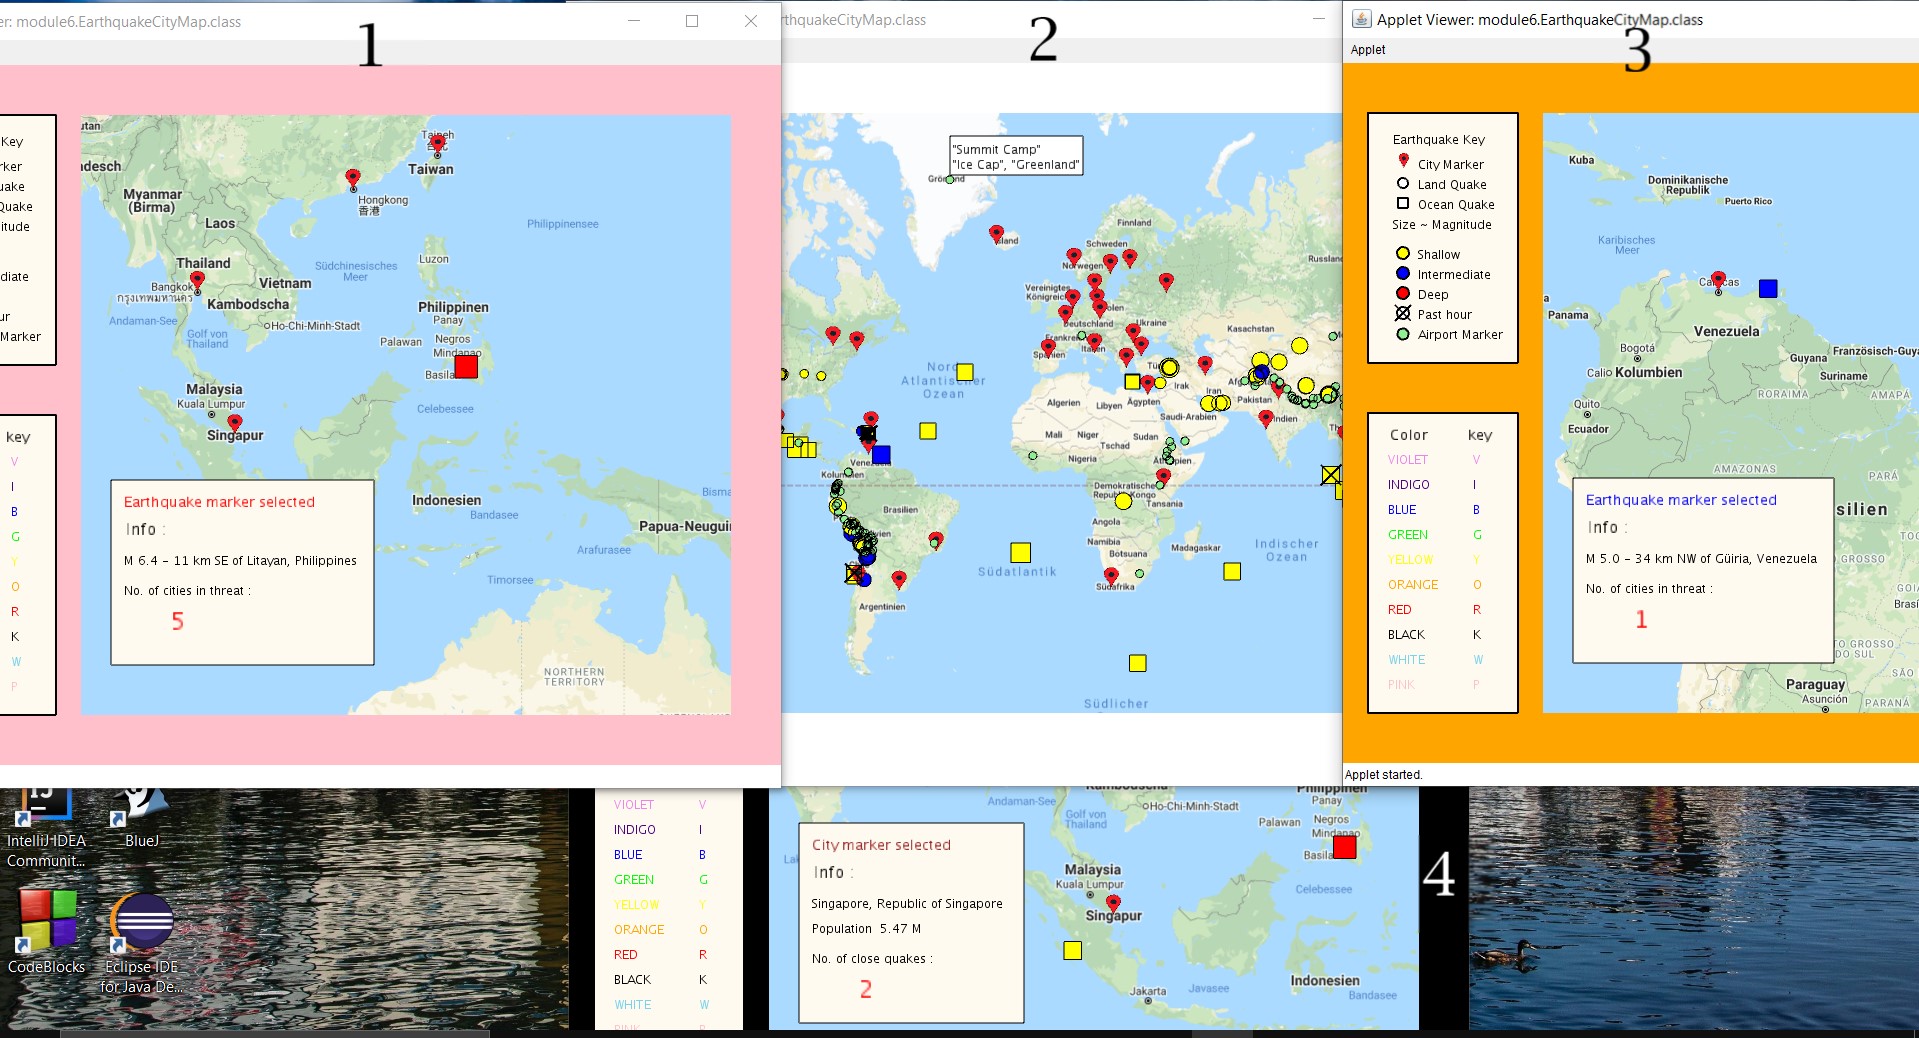 er: module6.EarthquakeCityMap.class
1
Key
rker
uake
Quake
itude
diate
ur
Marker
key
V
I
B
G
Y
O
R
K
W
P
utan
desch
Myanmar
(Birma)
Laos
Thailand
Bangkok
กรุงเทพมหานคร
Vietnam
Kambodscha
Ho-Chi-Minh-Stadt
Andaman-See
Golf von
Thailand
Südchinesisches
Meer
Taipeh
Taiwan
Hongkong
香港
Philippinensee
Luzon
Philippinen
Panay
Negros
Palawan
Mindanao
Basila
Malaysia
Kuala Lumpur
Singapur
Celebessee
Indonesien
Bandasee
Bisma
Papua-Neuguin
Arafurasee
Timorsee
NORTHERN
TERRITORY
Earthquake marker selected
Info :
M 6.4 – 11 km SE of Litayan, Philippines
No. of cities in threat :
5
rthquakeCityMap.class
2
"Summit Camp"
"Ice Cap", "Greenland"
Grönland
Island
Finnland
Schweden
Norwegen
Russlan
Vereinigtes
Königreich
Polen
Deutschland
Ukraine
Kasachstan
Frankrei
Italien
Spanien
Tür
Irak
Iran
Afgh
Pakistan
Nord
Atlantischer
Ozean
Algerien
Libyen
Ägypten
Saudi-Arabien
Indien
Th
Mali
Niger
Sudan
Tschad
Nigeria
Äthiopien
Venezuela
Kolumbien
Demokratische
Republik Kongo
Tansania
Brasilien
Angola
Namibia
Botsuana
Madagaskar
Indischer
Ozean
Südatlantik
Südafrika
Argentinien
Südlicher
Applet Viewer: module6.EarthquakeCityMap.class
3
Applet
Earthquake Key
City Marker
Land Quake
Ocean Quake
Size ~ Magnitude
Shallow
Intermediate
Deep
Past hour
Airport Marker
Color key
VIOLET V
INDIGO I
BLUE B
GREEN G
YELLOW Y
ORANGE O
RED R
BLACK K
WHITE W
PINK P
Kuba
Dominikanische
Republik
Puerto Rico
Karibisches
Meer
Caracas
a
Panama
Venezuela
Bogotá
Guyana
Französisch-Guya
Cali
Kolumbien
Suriname
RORAIMA
AMAPÁ
Quito
Ecuador
AMAZONAS
PARÁ
silien
TOC
GROSSO
GOIÁ
Brasí
TO GROSSO
DO SUL
SÃO
Paraguay
Asunción
PARANÁ
Earthquake marker selected
Info :
M 5.0 – 34 km NW of Güiria, Venezuela
No. of cities in threat :
1
Applet started.
IntelliJ IDEA
Communit...
BlueJ
CodeBlocks
Eclipse IDE
for Java De...
VIOLET V
INDIGO I
BLUE B
GREEN G
YELLOW Y
ORANGE O
RED R
BLACK K
WHITE W
PINK P
Andaman-See
Golf von
Thailand
Kambodscha
Ho-Chi-Minh-Stadt
Philippinen
Panay
Palawan
Negros
Mindanao
Basila
Lak
Malaysia
Kuala Lumpur
Singapur
Celebessee
Indonesien
Jakarta
Javasee
Bandasee
City marker selected
Info :
Singapore, Republic of Singapore
Population 5.47 M
No. of close quakes :
2
4